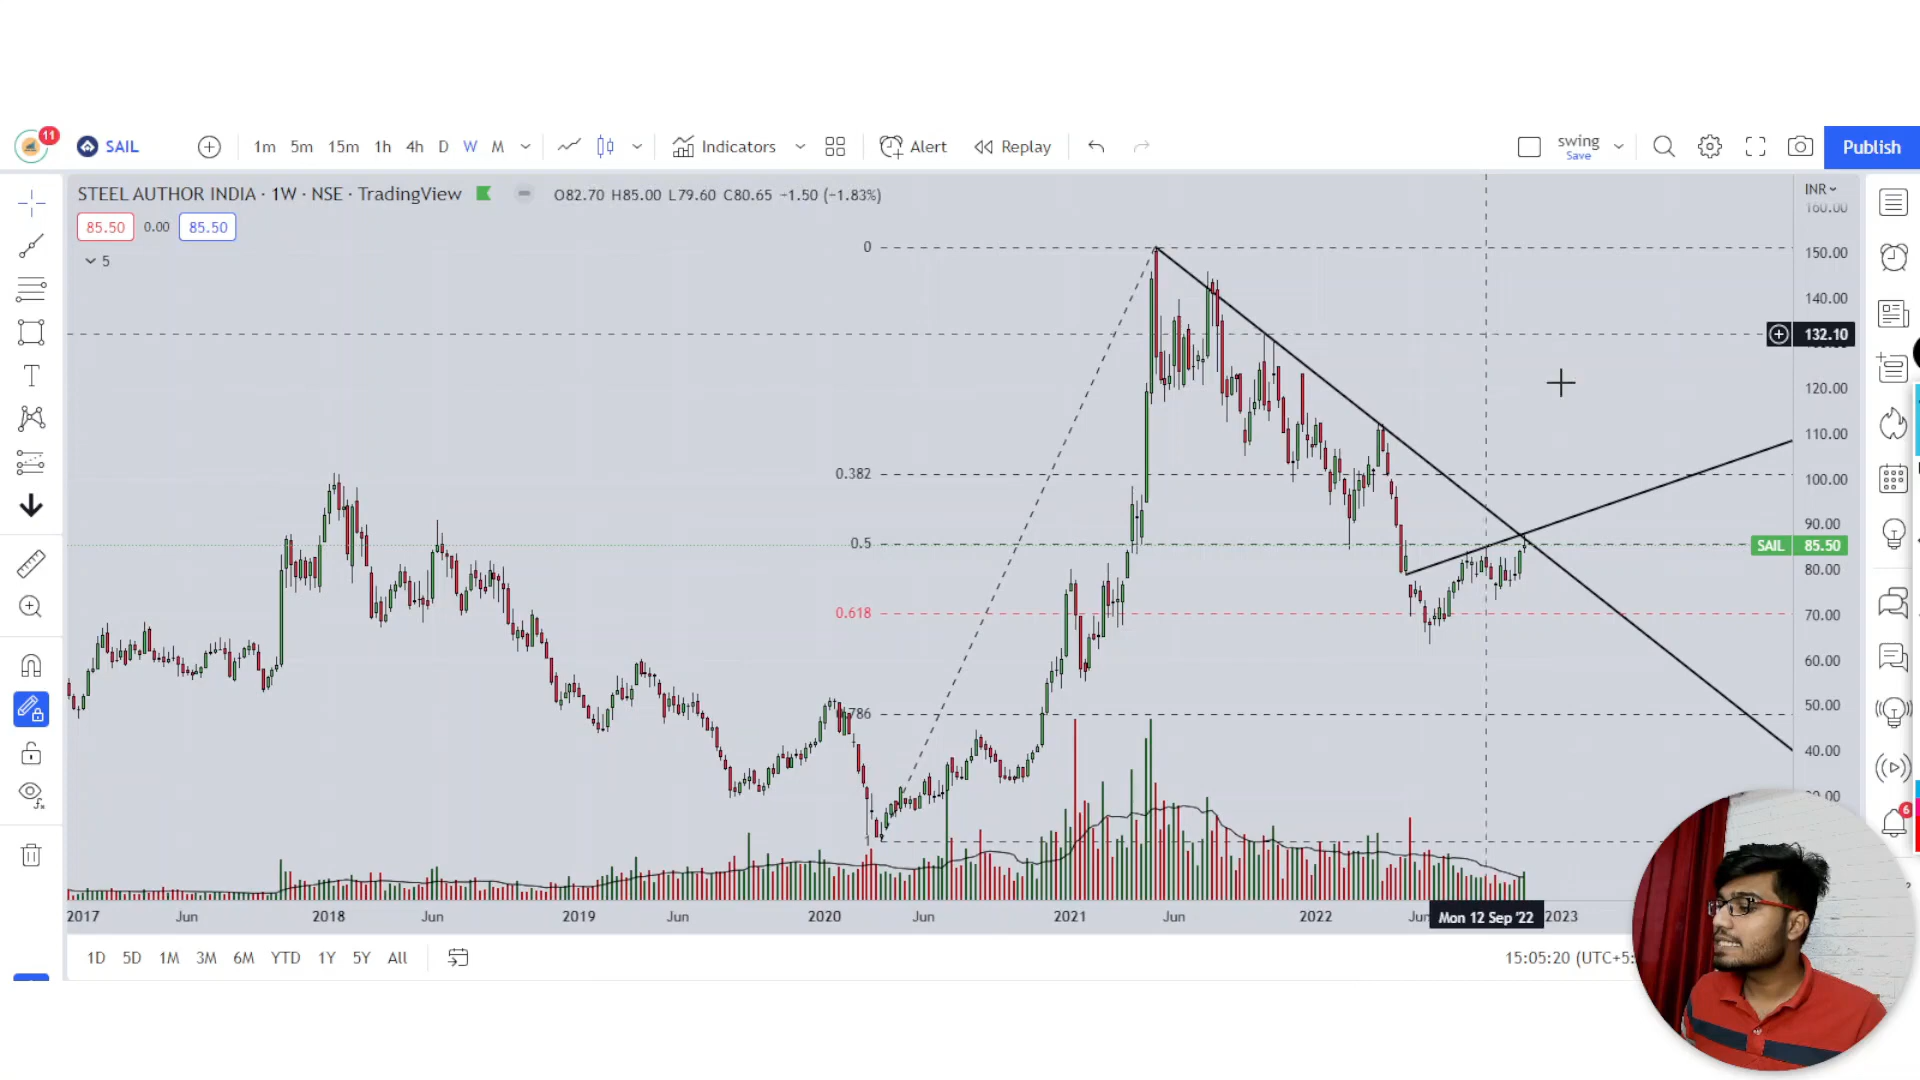 11 SAIL 1m 5m 15m 1h 4h D W M Indicators Alert Replay swing Save Publish
STEEL AUTHOR INDIA · 1W · NSE · TradingView O82.70 H85.00 L79.60 C80.65 −1.50 (−1.83%) INR
160.00
85.50 0.00 85.50
5
0
150.00
140.00
132.10
120.00
110.00
0.382
100.00
90.00
0.5 SAIL 85.50
80.00
0.618 70.00
60.00
.786 50.00
40.00
6
2017 Jun 2018 Jun 2019 Jun 2020 Jun 2021 Jun 2022 Mon 12 Sep '22 2023
1D 5D 1M 3M 6M YTD 1Y 5Y All 15:05:20 (UTC+5: